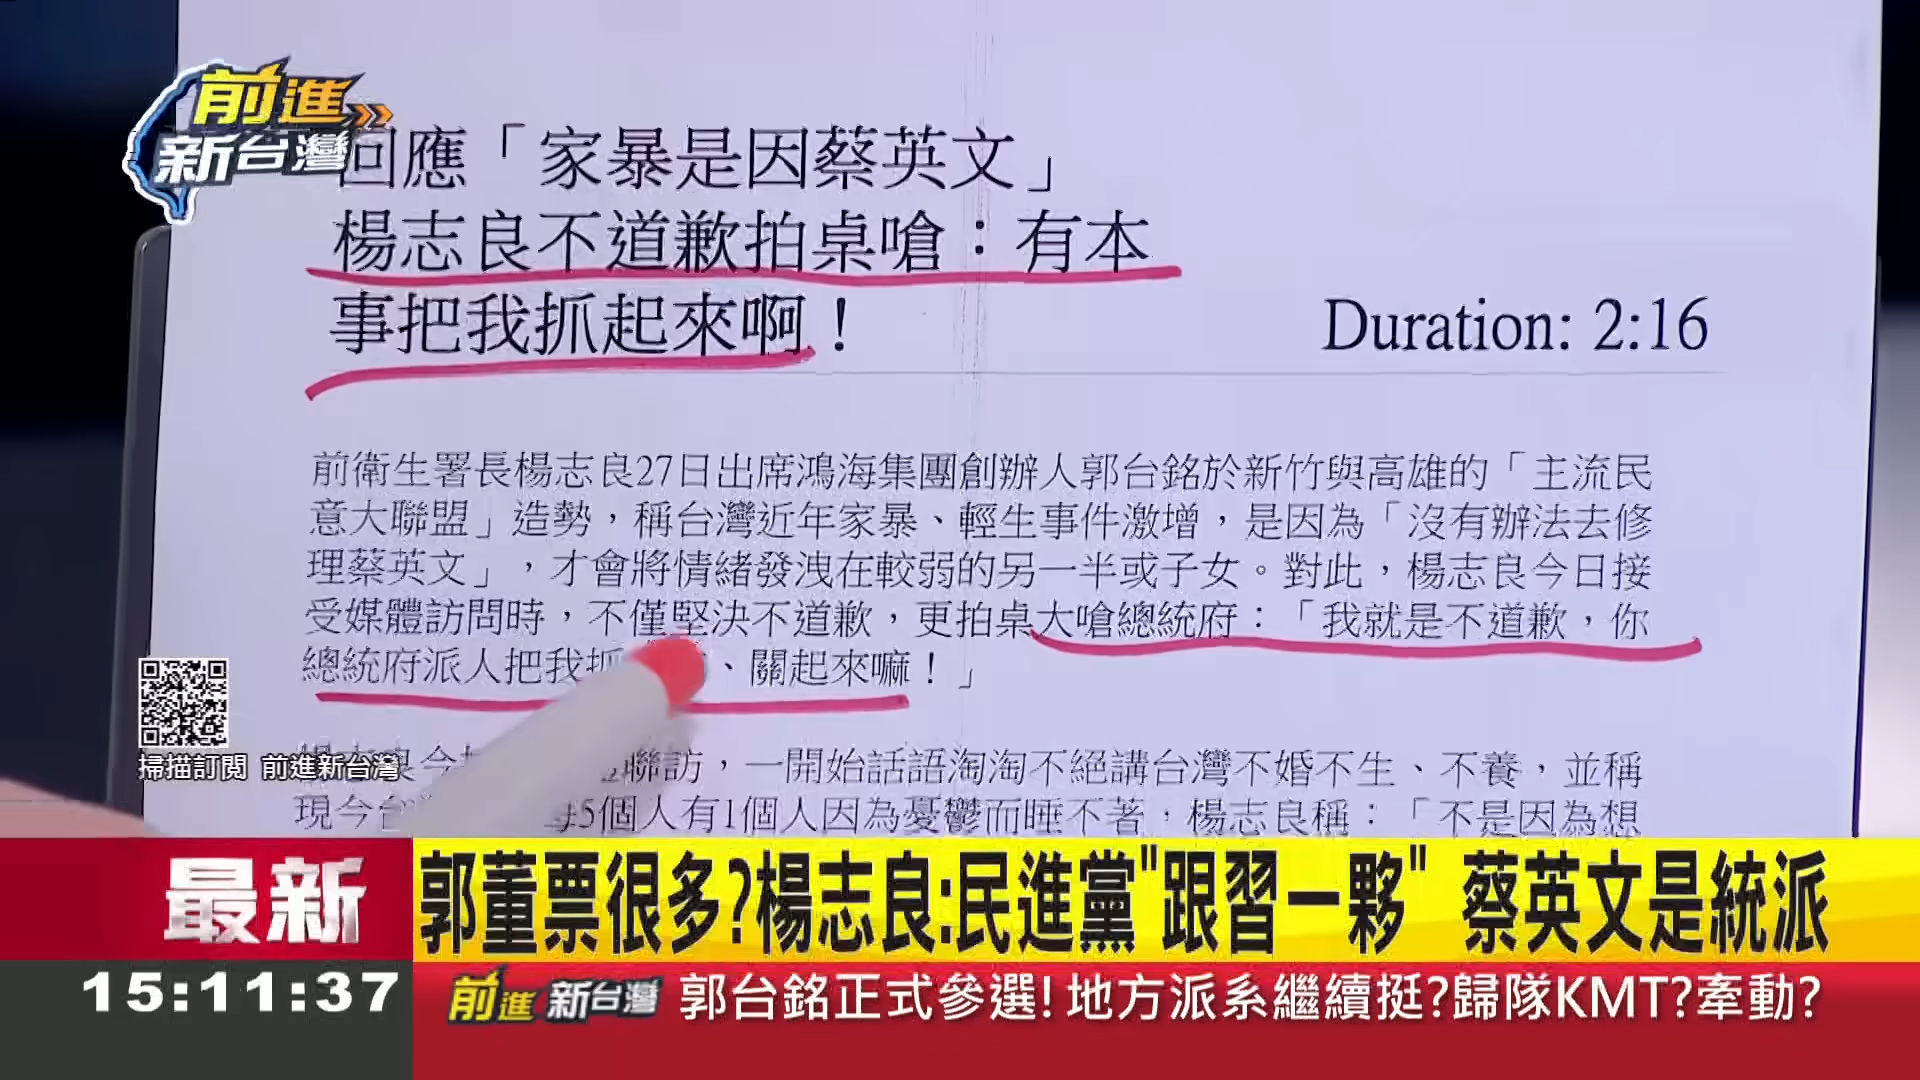 前進
新台灣
回應「家暴是因蔡英文」
楊志良不道歉拍桌嗆：有本
事把我抓起來啊！
Duration: 2:16
前衛生署長楊志良27日出席鴻海集團創辦人郭台銘於新竹與高雄的「主流民
意大聯盟」造勢，稱台灣近年家暴、輕生事件激增，是因為「沒有辦法去修
理蔡英文」，才會將情緒發洩在較弱的另一半或子女。對此，楊志良今日接
受媒體訪問時，不僅堅決不道歉，更拍桌大嗆總統府：「我就是不道歉，你
總統府派人把我抓、關起來嘛！」
聯訪，一開始話語淘淘不絕講台灣不婚不生、不養，並稱
現今台 每5個人有1個人因為憂鬱而睡不著，楊志良稱：「不是因為想
掃描訂閱 前進新台灣
最新
郭董票很多?楊志良:民進黨"跟習一夥" 蔡英文是統派
15:11:37
前進新台灣 郭台銘正式參選!地方派系繼續挺?歸隊KMT?牽動?